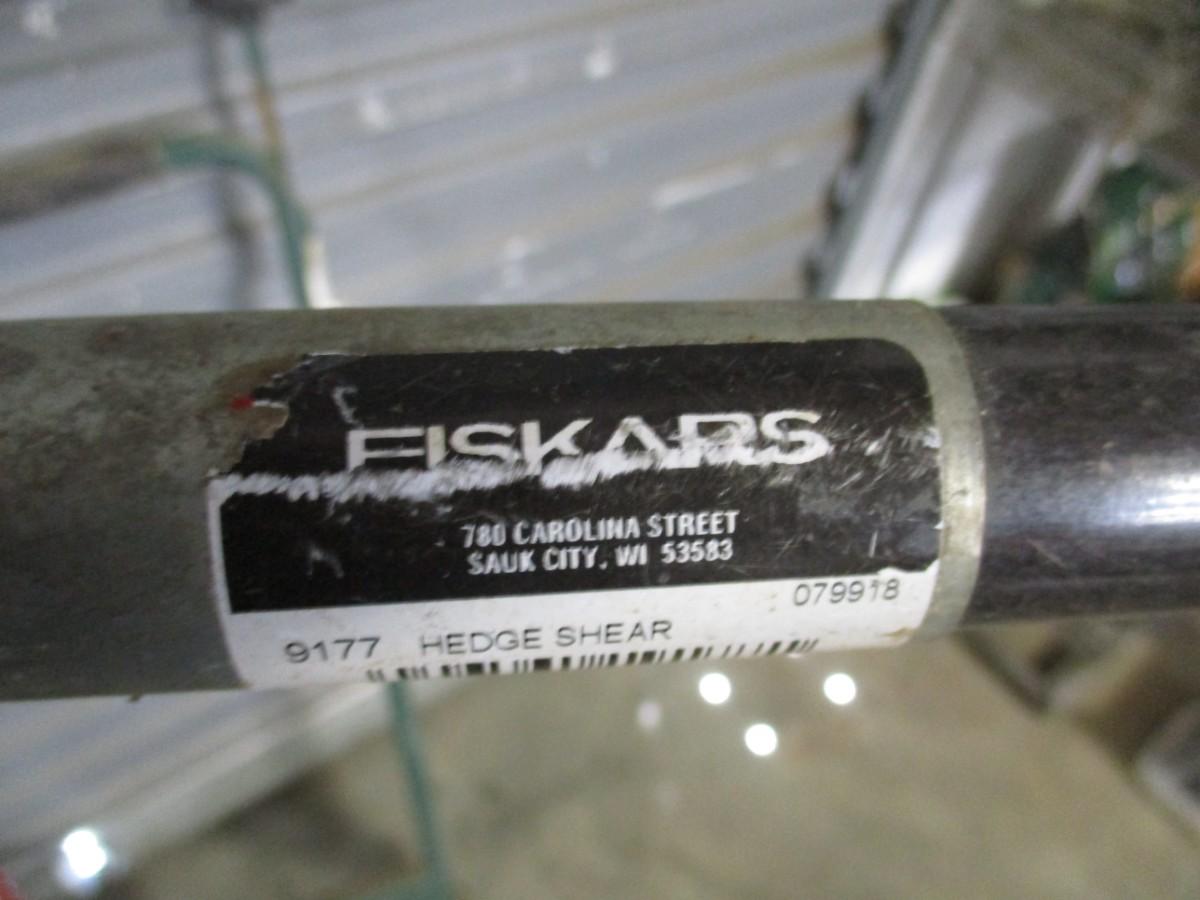 FISKARS
780 CAROLINA STREET
SAUK CITY, WI 53583
079918
9177 HEDGE SHEAR